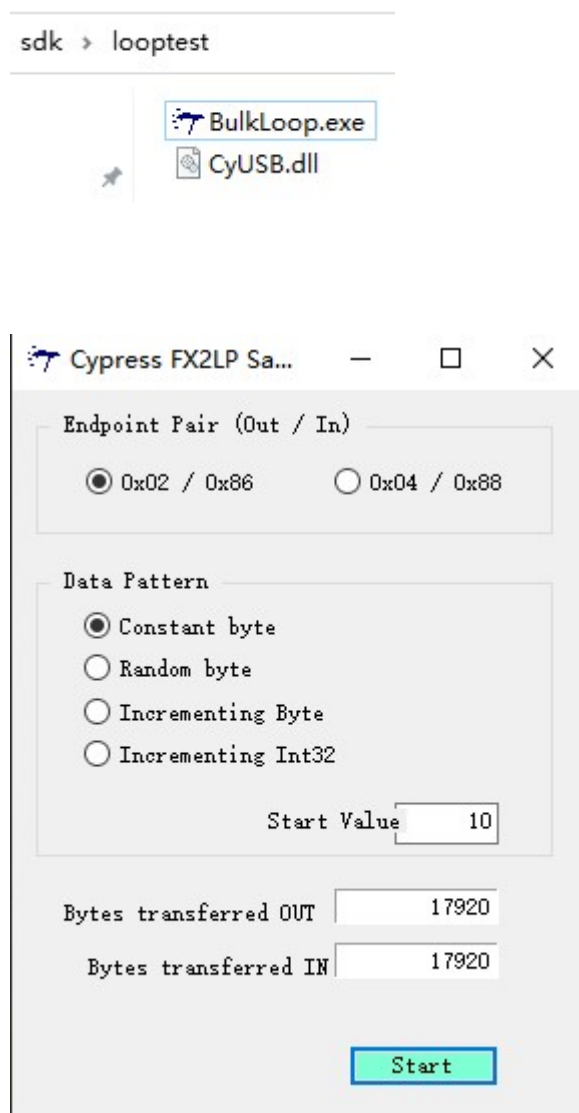 sdk > looptest
BulkLoop.exe
CyUSB.dll
Cypress FX2LP Sa...
Endpoint Pair (Out / In)
0x02 / 0x86 0x04 / 0x88
Data Pattern
Constant byte
Random byte
Incrementing Byte
Incrementing Int32
Start Value 10
Bytes transferred OUT 17920
Bytes transferred IN 17920
Start